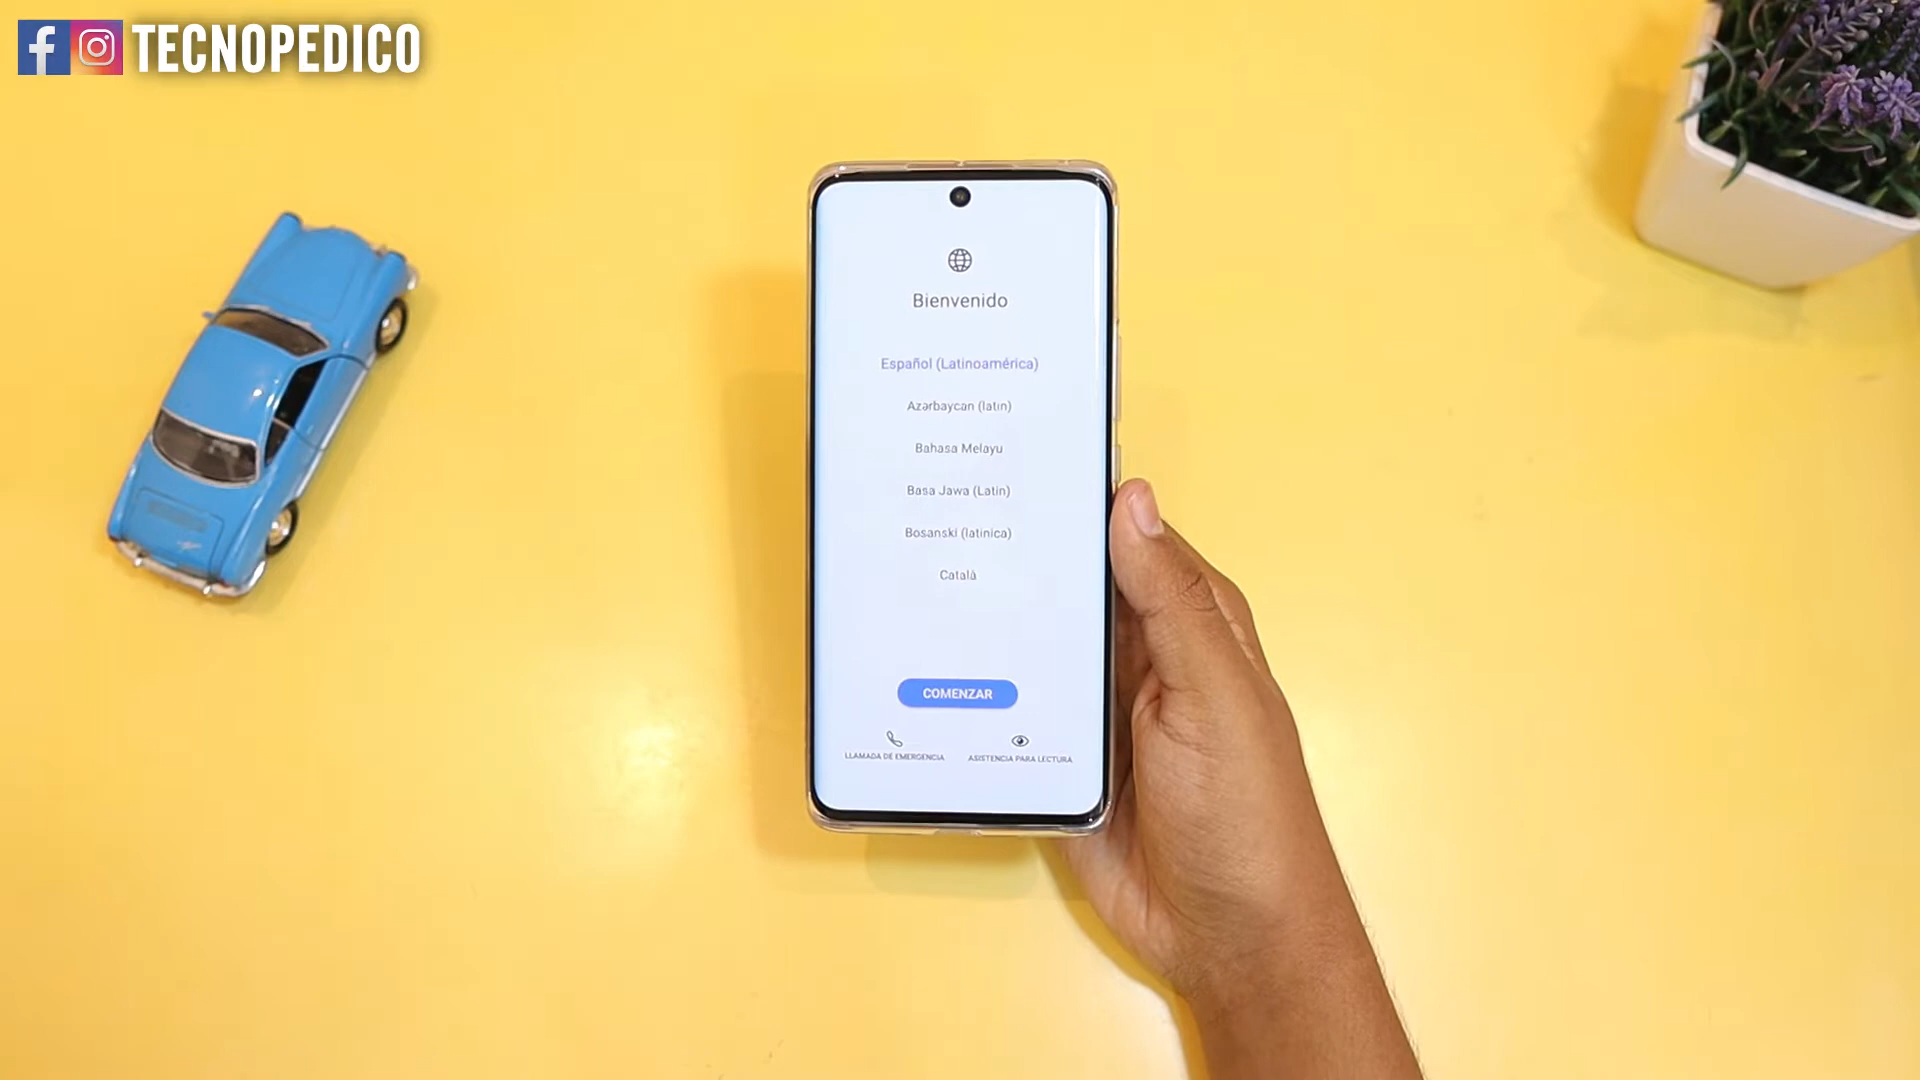 TECNOPEDICO
Bienvenido
Español (Latinoamérica)
Azərbaycan (latın)
Bahasa Melayu
Basa Jawa (Latin)
Bosanski (latinica)
Català
COMENZAR
LLAMADA DE EMERGENCIA
ASISTENCIA PARA LECTURA